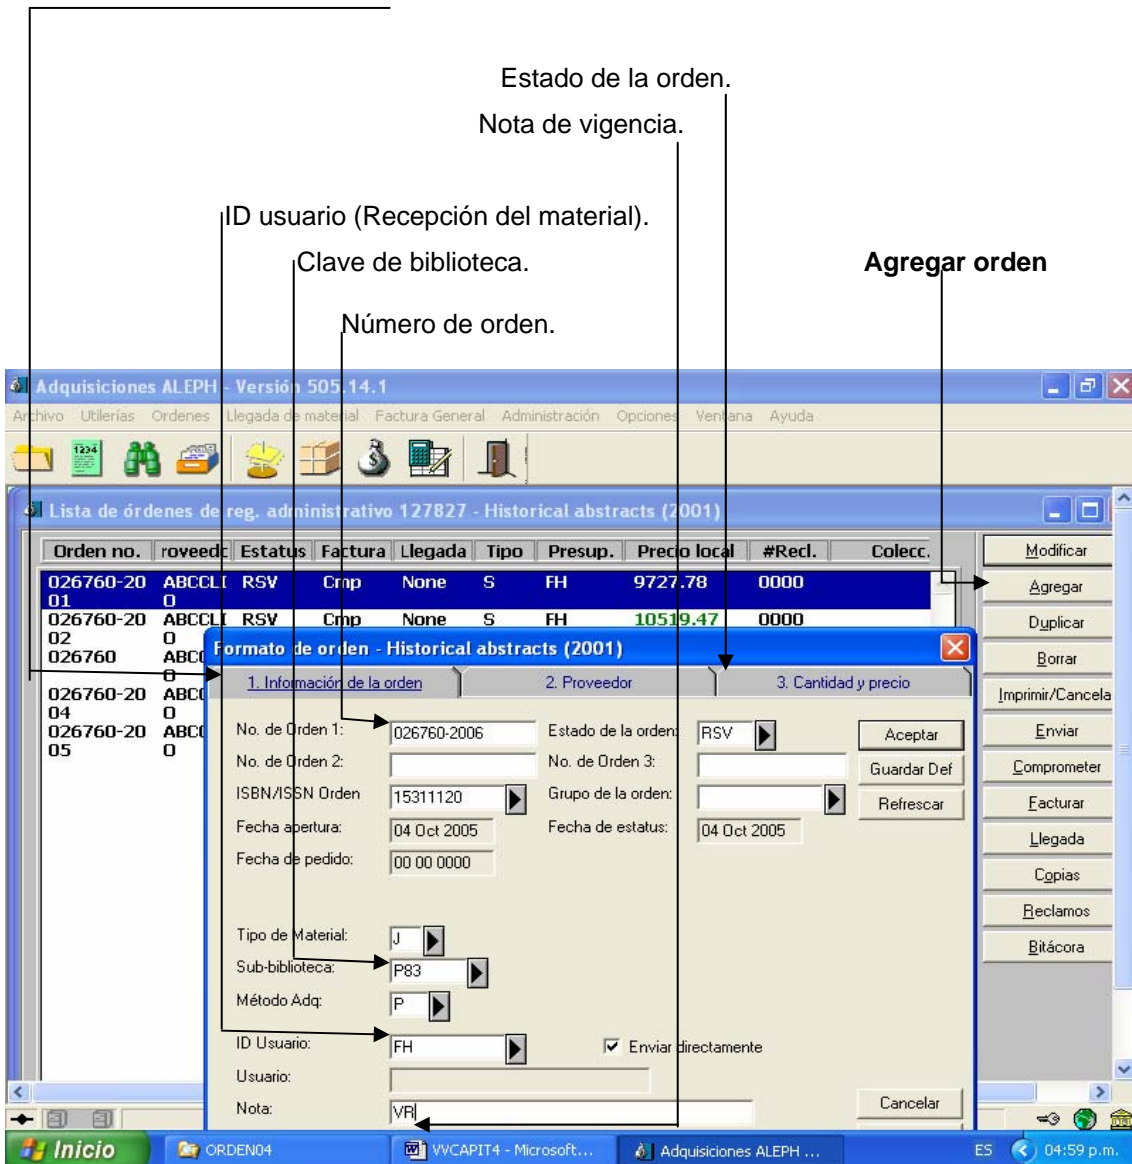 Estado de la orden.
Nota de vigencia.
ID usuario (Recepción del material).
Clave de biblioteca.
Agregar orden
Número de orden.
Adquisiciones ALEPH - Versión 505.14.1
Archivo Utilerías Ordenes Llegada de material Factura General Administración Opciones Ventana Ayuda
1234
Lista de órdenes de reg. administrativo 127827 - Historical abstracts (2001)
Orden no. roveedc Estatus Factura Llegada Tipo Presup. Precio local #Recl. Colecc.
Modificar
026760-20 ABCCLI RSV Cmp None S FH 9727.78 0000
01 O
Agregar
026760-20 ABCCLI RSV Cmp None S FH 10519.47 0000
02 O
Duplicar
Formato de orden - Historical abstracts (2001)
026760 ABCC
O
Borrar
1. Información de la orden 2. Proveedor 3. Cantidad y precio
026760-20 ABCC
04 O
Imprimir/Cancela
026760-20 ABCC
05 O
No. de Orden 1: 026760-2006 Estado de la orden: RSV Aceptar
Enviar
No. de Orden 2: No. de Orden 3: Guardar Def
Comprometer
ISBN/ISSN Orden 15311120 Grupo de la orden: Refrescar
Facturar
Fecha apertura: 04 Oct 2005 Fecha de estatus: 04 Oct 2005
Llegada
Fecha de pedido: 00 00 0000
Copias
Reclamos
Tipo de Material: J
Bitácora
Sub-biblioteca: P83
Método Adq: P
ID Usuario: FH Enviar directamente
Usuario:
Nota: VR Cancelar
Inicio ORDEN04 VVCAPIT4 - Microsoft... Adquisiciones ALEPH ... ES 04:59 p.m.